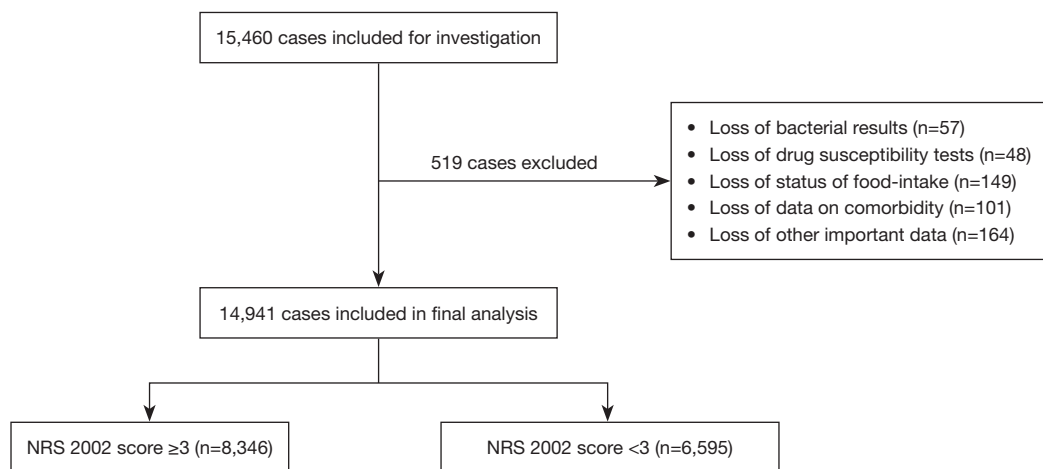 15,460 cases included for investigation
519 cases excluded
• Loss of bacterial results (n=57)
• Loss of drug susceptibility tests (n=48)
• Loss of status of food-intake (n=149)
• Loss of data on comorbidity (n=101)
• Loss of other important data (n=164)
14,941 cases included in final analysis
NRS 2002 score ≥3 (n=8,346)
NRS 2002 score <3 (n=6,595)